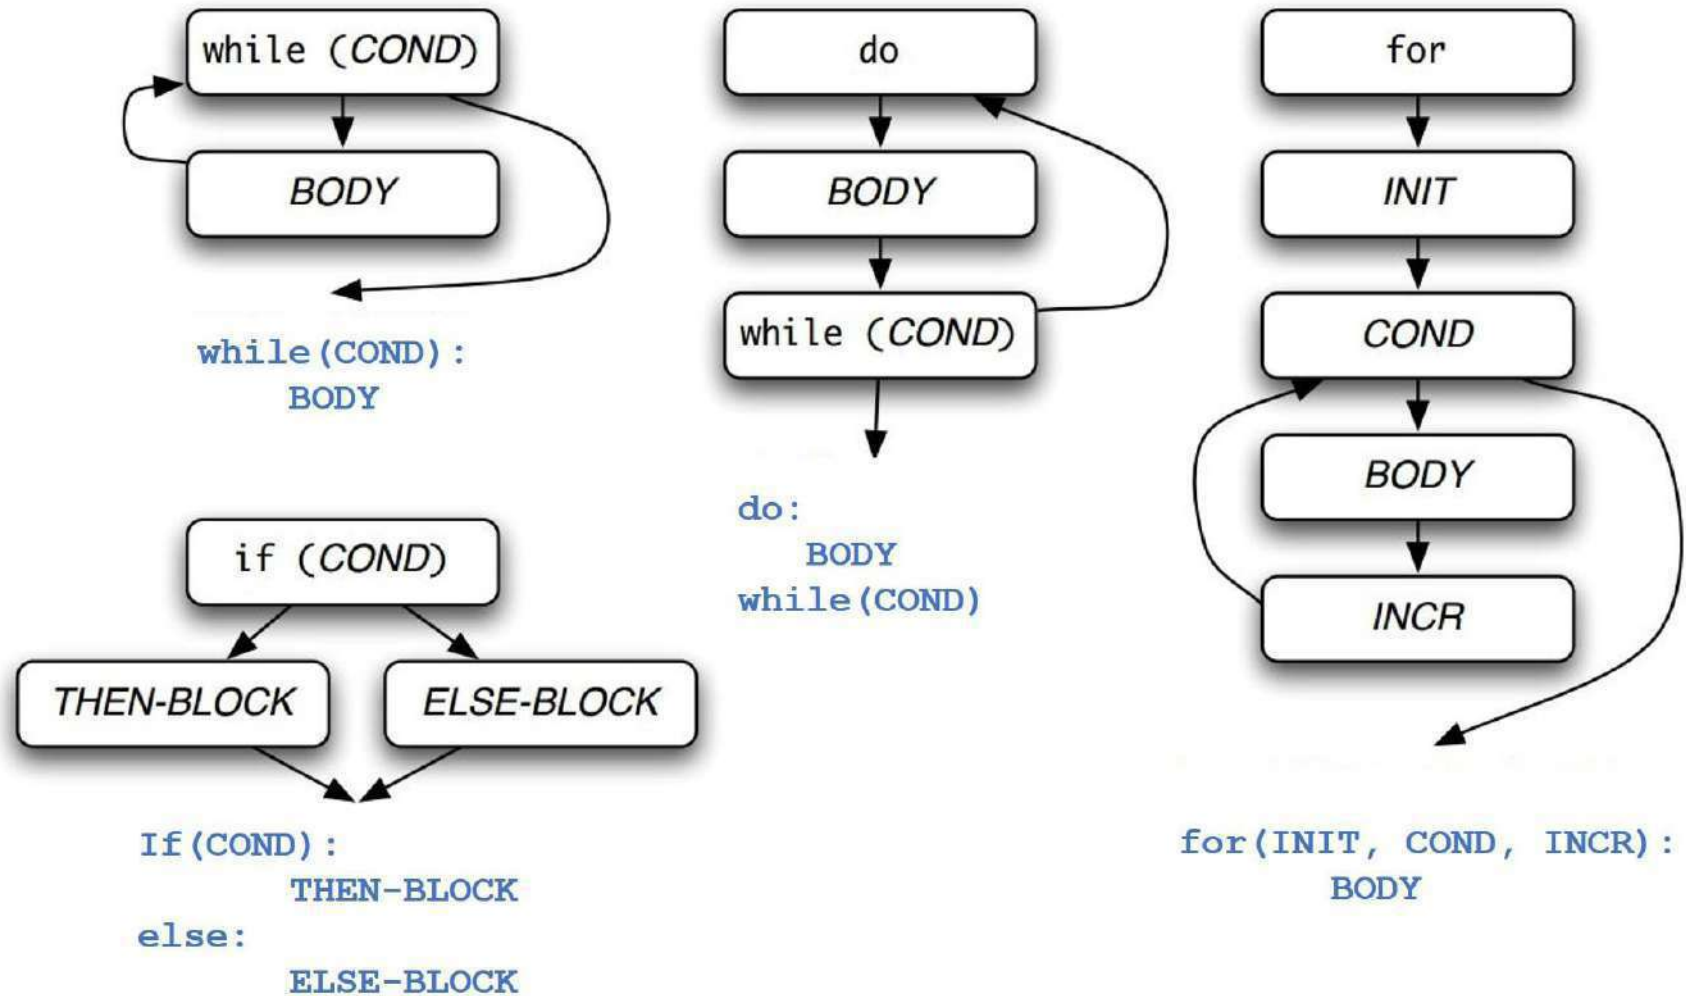 while (COND)
BODY
while(COND):
BODY
do
BODY
while (COND)
do:
BODY
while(COND)
for
INIT
COND
BODY
INCR
for(INIT, COND, INCR):
BODY
if (COND)
THEN-BLOCK
ELSE-BLOCK
If(COND):
THEN-BLOCK
else:
ELSE-BLOCK